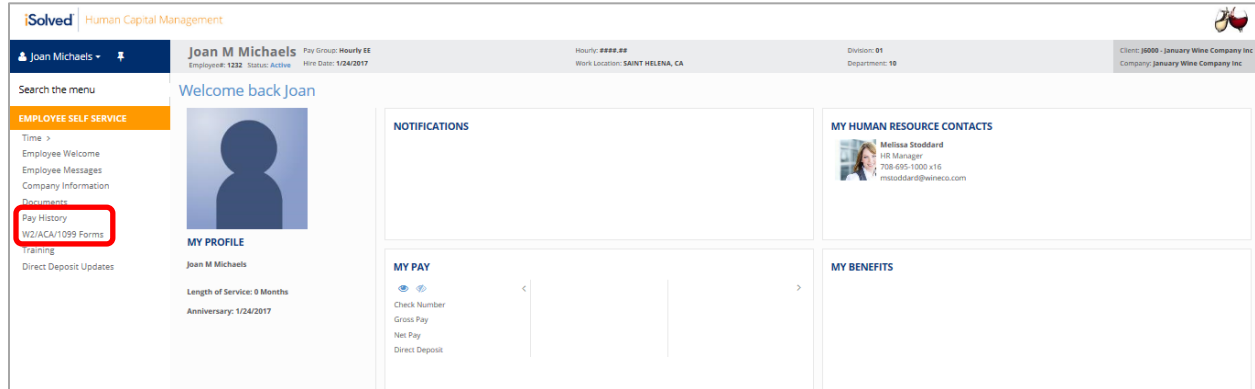 iSolved Human Capital Management
Joan Michaels
Joan M Michaels Pay Group: Hourly EE Hourly: ####.## Division: 01 Client: J6000 - January Wine Company Inc
Employee#: 1232 Status: Active Hire Date: 1/24/2017 Work Location: SAINT HELENA, CA Department: 10 Company: January Wine Company Inc
Search the menu
EMPLOYEE SELF SERVICE
Time >
Employee Welcome
Employee Messages
Company Information
Documents
Pay History
W2/ACA/1099 Forms
Training
Direct Deposit Updates
Welcome back Joan
MY PROFILE
Joan M Michaels
Length of Service: 0 Months
Anniversary: 1/24/2017
NOTIFICATIONS
MY HUMAN RESOURCE CONTACTS
Melissa Stoddard
HR Manager
708-695-1000 x16
mstoddard@wineco.com
MY PAY
< >
Check Number
Gross Pay
Net Pay
Direct Deposit
MY BENEFITS